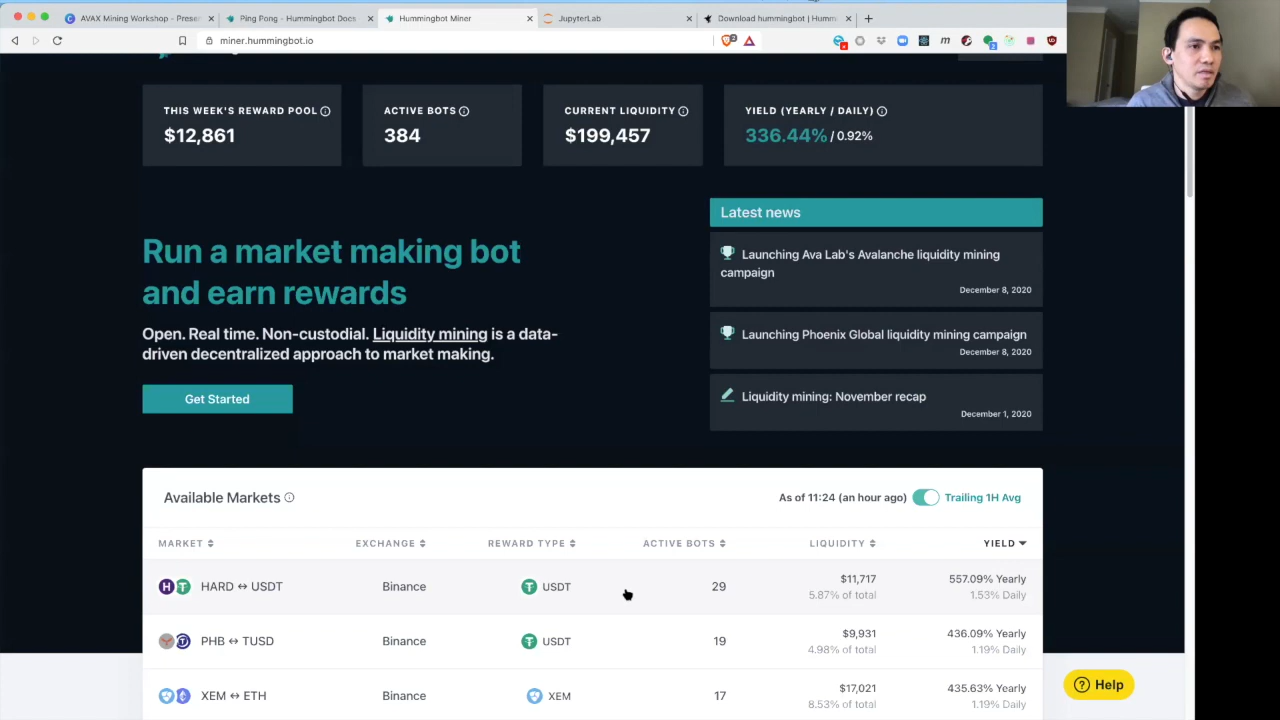 AVAX Mining Workshop - Presen
Ping Pong - Hummingbot Docs
Hummingbot Miner
JupyterLab
Download hummingbot | Humm
miner.hummingbot.io
THIS WEEK'S REWARD POOL
$12,861
ACTIVE BOTS
384
CURRENT LIQUIDITY
$199,457
YIELD (YEARLY / DAILY)
336.44% / 0.92%
Run a market making bot
and earn rewards
Open. Real time. Non-custodial. Liquidity mining is a data-
driven decentralized approach to market making.
Get Started
Latest news
Launching Ava Lab's Avalanche liquidity mining
campaign
December 8, 2020
Launching Phoenix Global liquidity mining campaign
December 8, 2020
Liquidity mining: November recap
December 1, 2020
Available Markets
As of 11:24 (an hour ago) Trailing 1H Avg
MARKET EXCHANGE REWARD TYPE ACTIVE BOTS LIQUIDITY YIELD
HARD ↔ USDT Binance USDT 29 $11,717 557.09% Yearly
5.87% of total 1.53% Daily
PHB ↔ TUSD Binance USDT 19 $9,931 436.09% Yearly
4.98% of total 1.19% Daily
XEM ↔ ETH Binance XEM 17 $17,021 435.63% Yearly
8.53% of total 1.19% Daily
Help